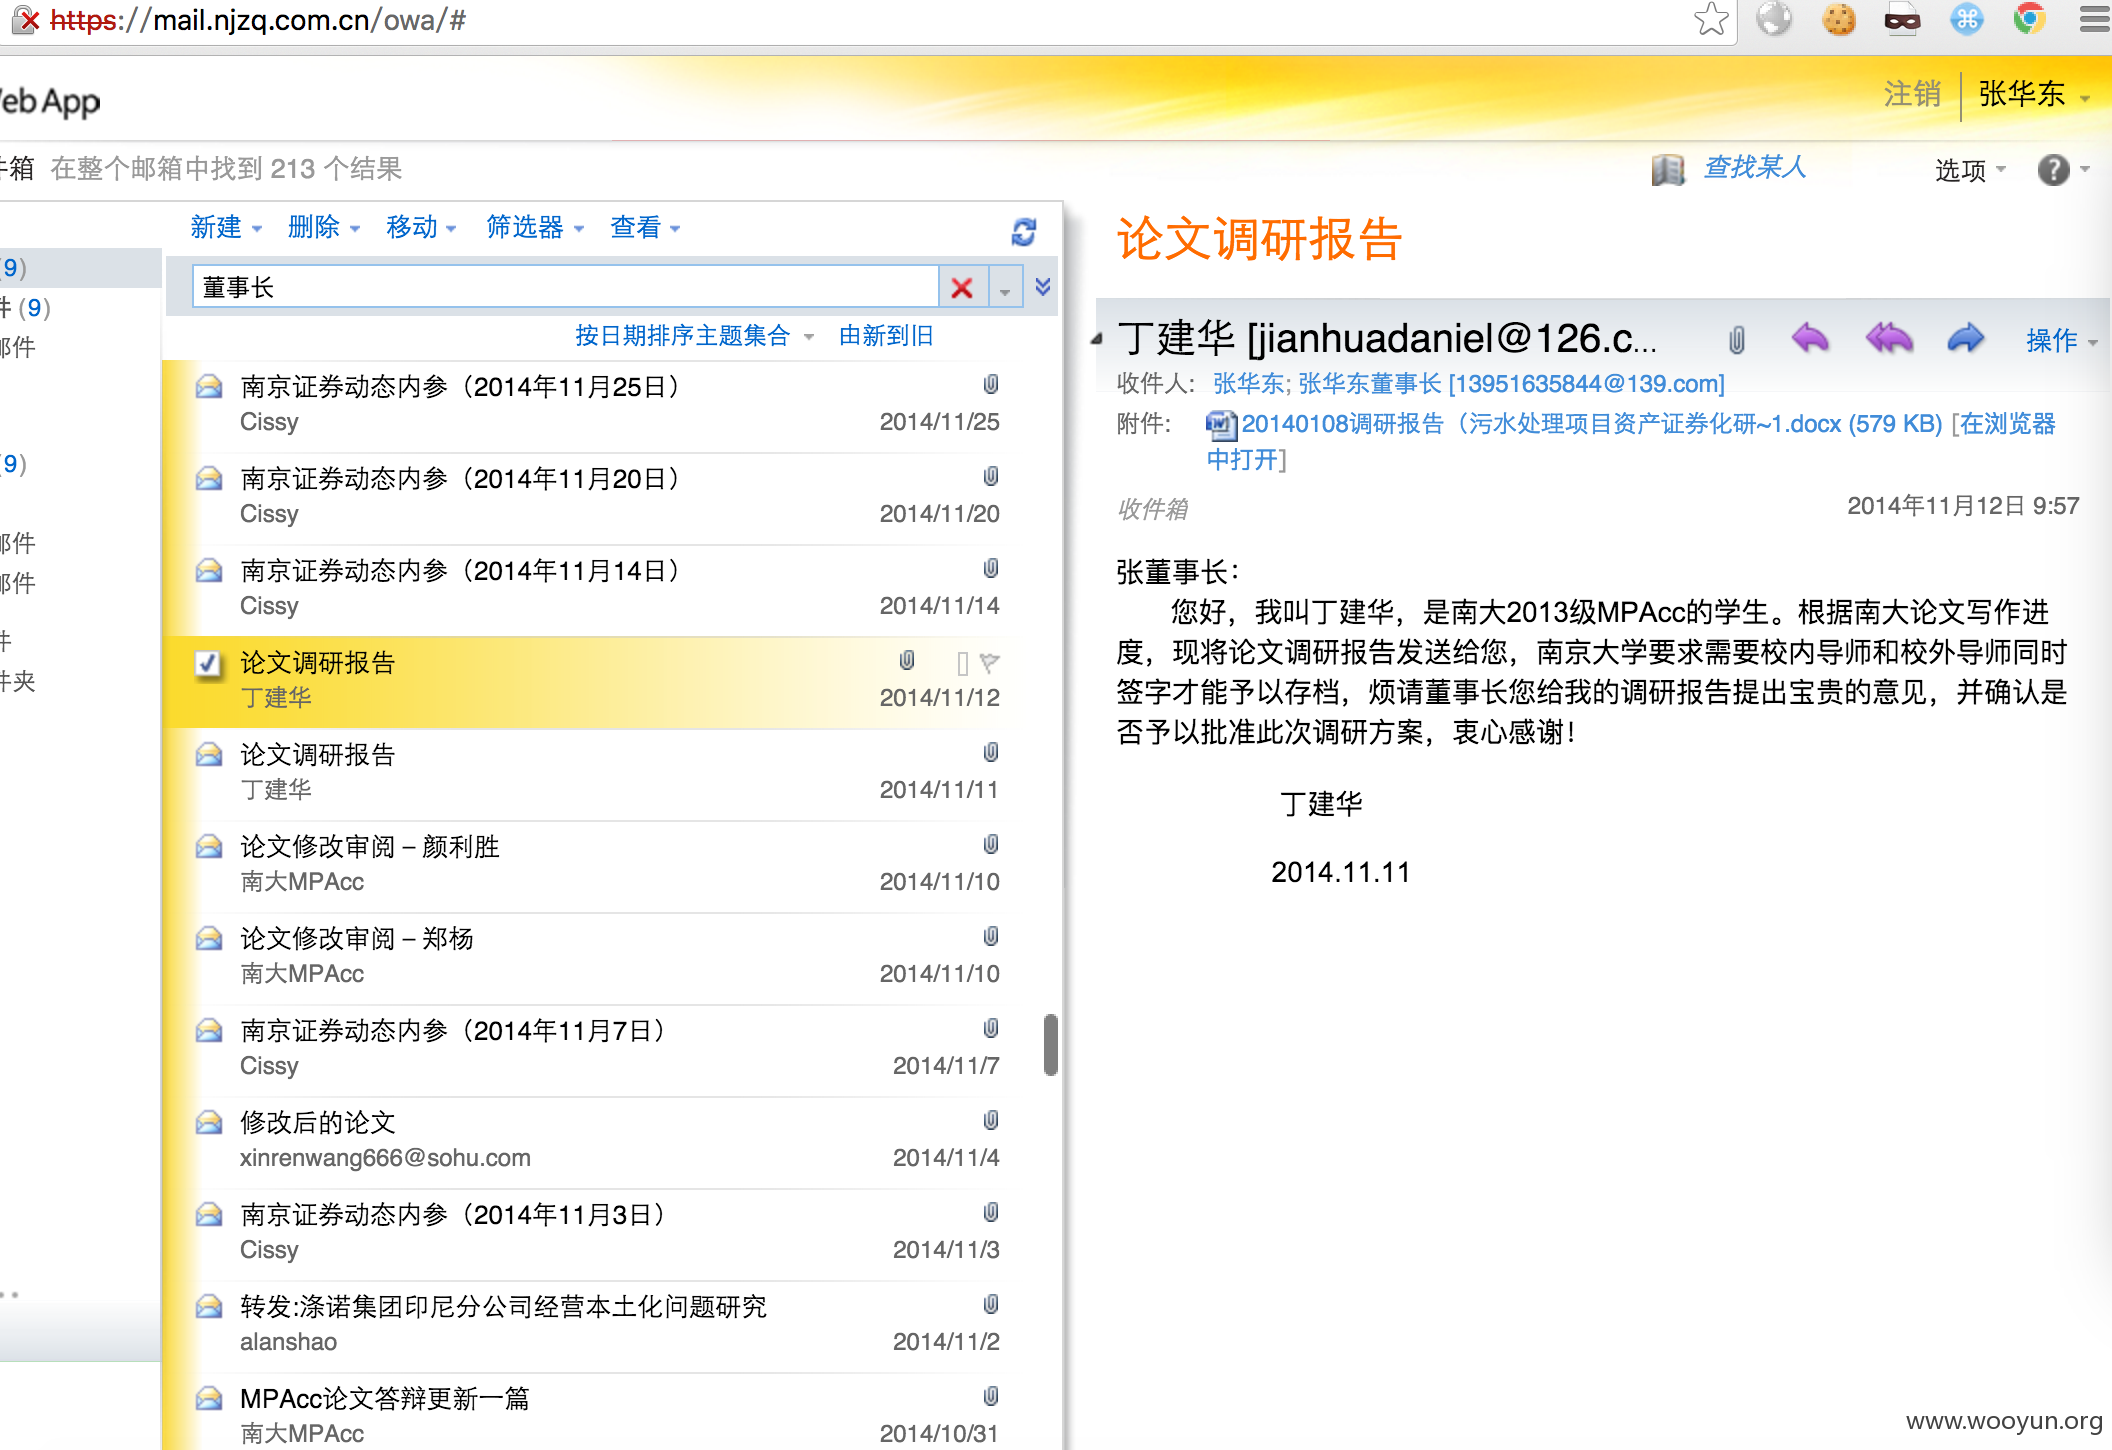 https://mail.njzq.com.cn/owa/#
Web App
注销 张华东
件箱 在整个邮箱中找到 213 个结果
查找某人 选项
新建 删除 移动 筛选器 查看
(9)
件 (9)
邮件
(9)
邮件
邮件
件
件夹
董事长
按日期排序主题集合 由新到旧
南京证券动态内参（2014年11月25日）
Cissy 2014/11/25
南京证券动态内参（2014年11月20日）
Cissy 2014/11/20
南京证券动态内参（2014年11月14日）
Cissy 2014/11/14
论文调研报告
丁建华 2014/11/12
论文调研报告
丁建华 2014/11/11
论文修改审阅 – 颜利胜
南大MPAcc 2014/11/10
论文修改审阅 – 郑杨
南大MPAcc 2014/11/10
南京证券动态内参（2014年11月7日）
Cissy 2014/11/7
修改后的论文
xinrenwang666@sohu.com 2014/11/4
南京证券动态内参（2014年11月3日）
Cissy 2014/11/3
转发:涤诺集团印尼分公司经营本土化问题研究
alanshao 2014/11/2
MPAcc论文答辩更新一篇
南大MPAcc 2014/10/31
论文调研报告
丁建华 [jianhuadaniel@126.c... 操作
收件人: 张华东; 张华东董事长 [13951635844@139.com]
附件: 20140108调研报告（污水处理项目资产证券化研~1.docx (579 KB) [在浏览器
中打开]
收件箱 2014年11月12日 9:57
张董事长：
您好，我叫丁建华，是南大2013级MPAcc的学生。根据南大论文写作进
度，现将论文调研报告发送给您，南京大学要求需要校内导师和校外导师同时
签字才能予以存档，烦请董事长您给我的调研报告提出宝贵的意见，并确认是
否予以批准此次调研方案，衷心感谢！
丁建华
2014.11.11
www.wooyun.org